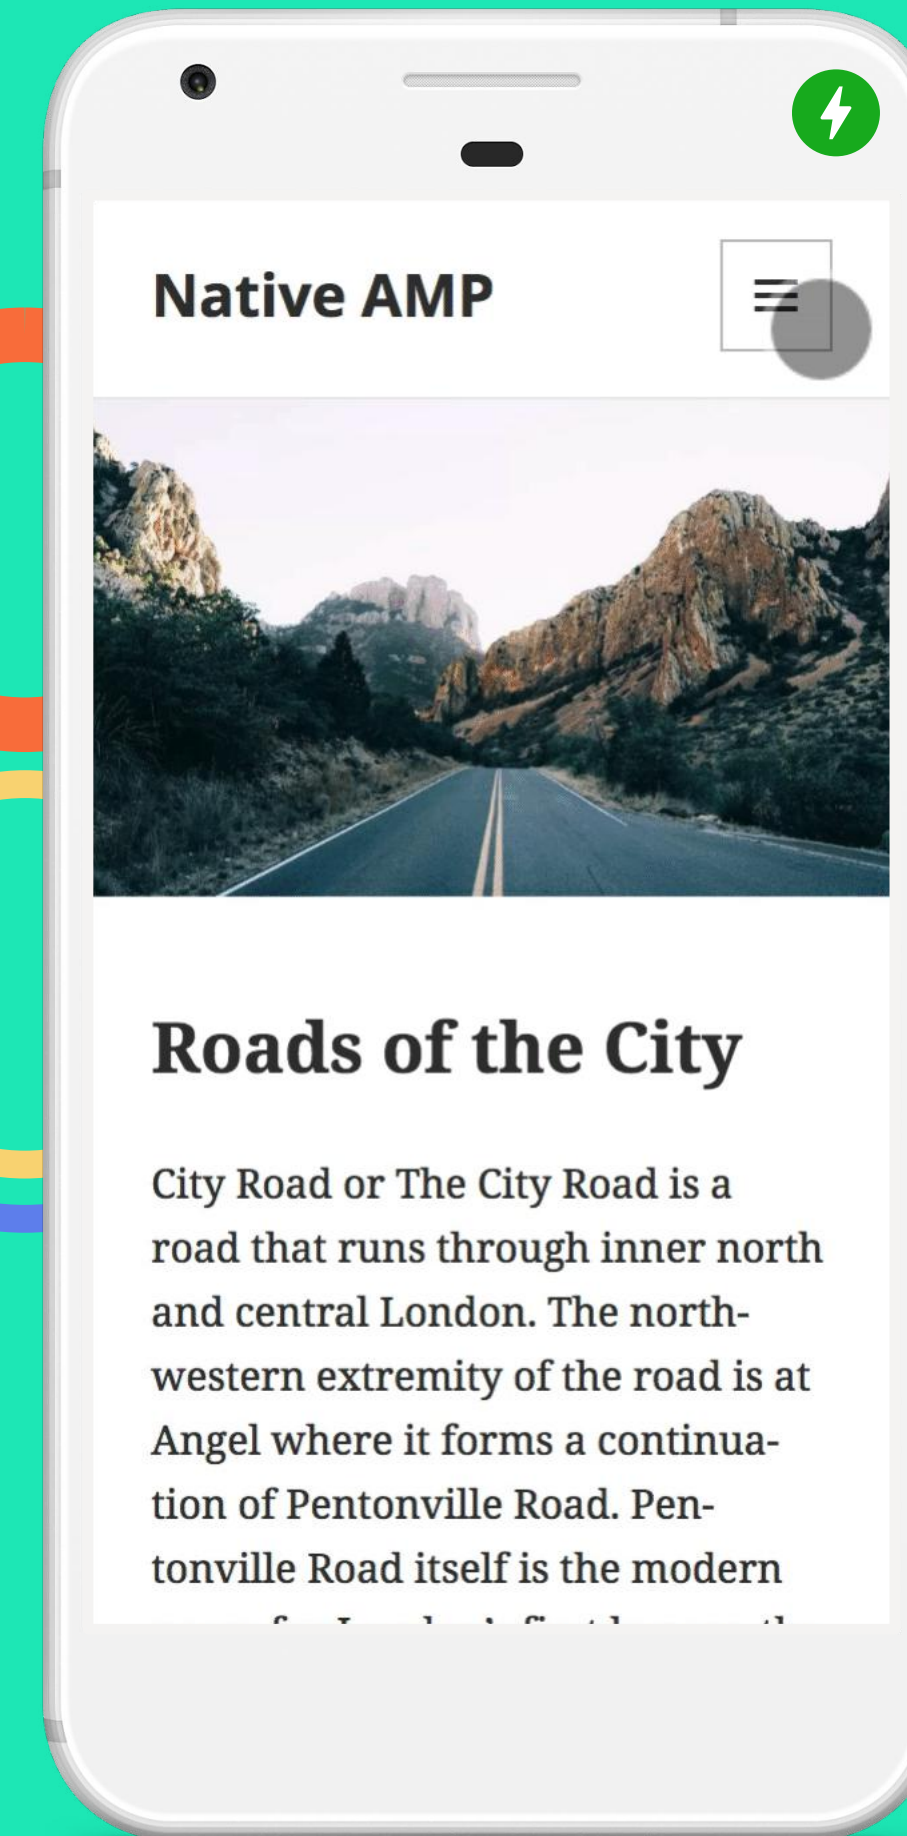 Native AMP
Roads of the City
City Road or The City Road is a
road that runs through inner north
and central London. The north-
western extremity of the road is at
Angel where it forms a continua-
tion of Pentonville Road. Pen-
tonville Road itself is the modern